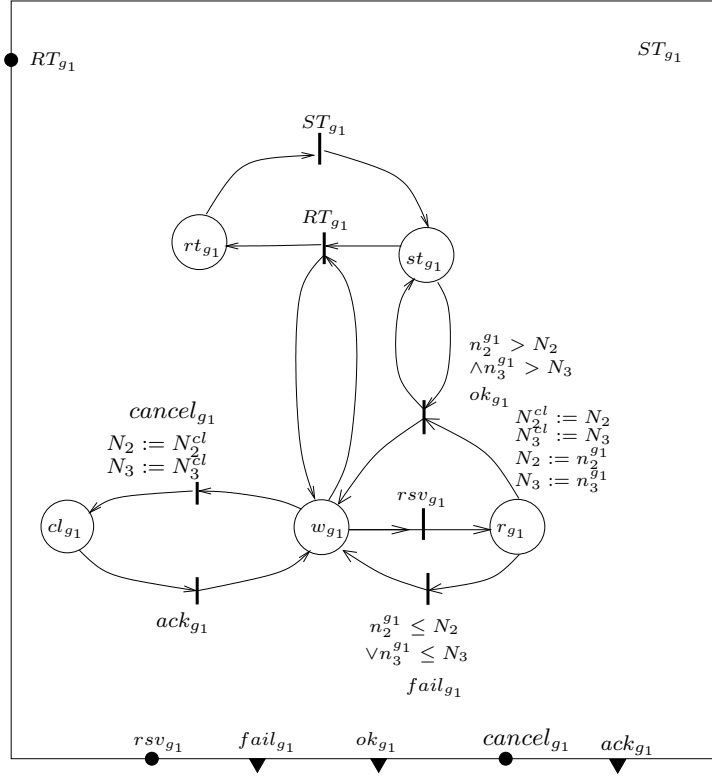 RT_{g_1}
ST_{g_1}
ST_{g_1}
RT_{g_1}
rt_{g_1}
st_{g_1}
n_2^{g_1} > N_2
∧n_3^{g_1} > N_3
ok_{g_1}
N_2^{cl} := N_2
N_3^{cl} := N_3
N_2 := n_2^{g_1}
N_3 := n_3^{g_1}
cancel_{g_1}
N_2 := N_2^{cl}
N_3 := N_3^{cl}
cl_{g_1}
w_{g_1}
rsv_{g_1}
r_{g_1}
ack_{g_1}
n_2^{g_1} ≤ N_2
∨n_3^{g_1} ≤ N_3
fail_{g_1}
rsv_{g_1}
fail_{g_1}
ok_{g_1}
cancel_{g_1}
ack_{g_1}